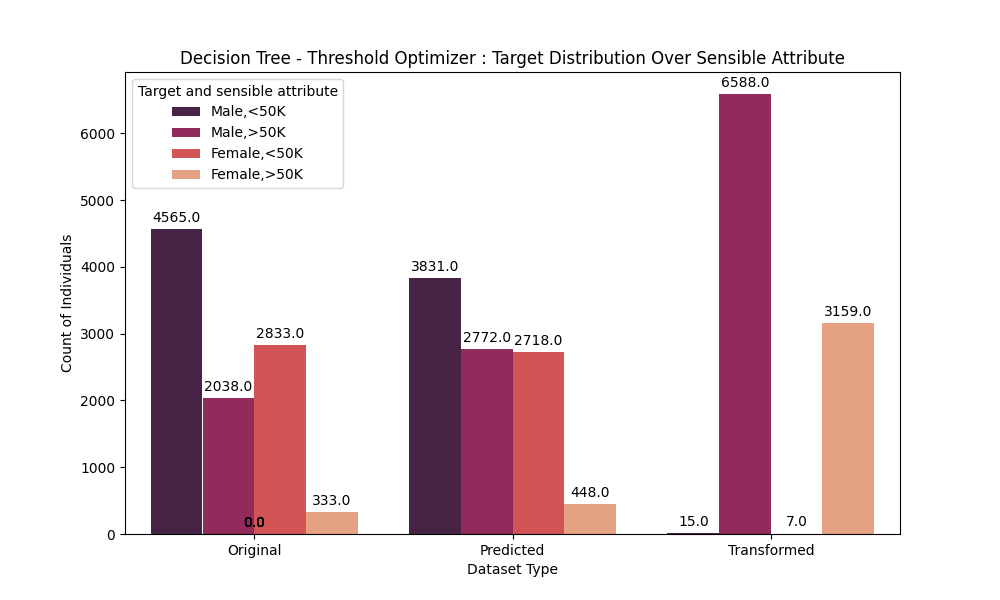 Decision Tree - Threshold Optimizer : Target Distribution Over Sensible Attribute
Target and sensible attribute
Male,<50K
Male,>50K
Female,<50K
Female,>50K
Count of Individuals
6000
5000
4000
3000
2000
1000
0
4565.0
2038.0
0.0
2833.0
333.0
3831.0
2772.0
2718.0
448.0
15.0
6588.0
7.0
3159.0
Original
Predicted
Transformed
Dataset Type